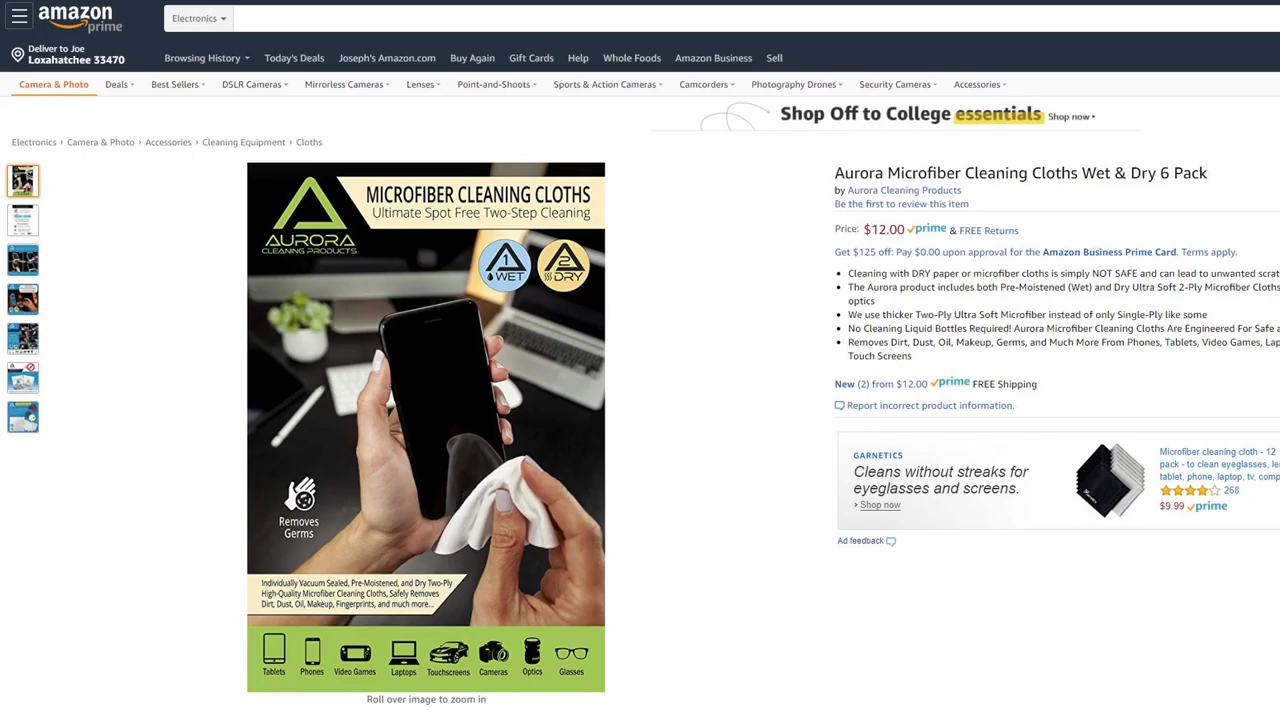 amazon
prime
Electronics
Deliver to Joe
Loxahatchee 33470
Browsing History
Today's Deals
Joseph's Amazon.com
Buy Again
Gift Cards
Help
Whole Foods
Amazon Business
Sell
Camera & Photo
Deals
Best Sellers
DSLR Cameras
Mirrorless Cameras
Lenses
Point-and-Shoots
Sports & Action Cameras
Camcorders
Photography Drones
Security Cameras
Accessories
Shop Off to College essentials Shop now
Electronics › Camera & Photo › Accessories › Cleaning Equipment › Cloths
MICROFIBER CLEANING CLOTHS
Ultimate Spot Free Two-Step Cleaning
AURORA
CLEANING PRODUCTS
1
WET
2
DRY
Removes
Germs
Individually Vacuum Sealed, Pre-Moistened, and Dry Two-Ply
High-Quality Microfiber Cleaning Cloths, Safely Removes
Dirt, Dust, Oil, Makeup, Fingerprints, and much more...
Tablets
Phones
Video Games
Laptops
Touchscreens
Cameras
Optics
Glasses
Roll over image to zoom in
Aurora Microfiber Cleaning Cloths Wet & Dry 6 Pack
by Aurora Cleaning Products
Be the first to review this item
Price: $12.00 prime & FREE Returns
Get $125 off: Pay $0.00 upon approval for the Amazon Business Prime Card. Terms apply.
• Cleaning with DRY paper or microfiber cloths is simply NOT SAFE and can lead to unwanted scrat
• The Aurora product includes both Pre-Moistened (Wet) and Dry Ultra Soft 2-Ply Microfiber Cloths
optics
• We use thicker Two-Ply Ultra Soft Microfiber instead of only Single-Ply like some
• No Cleaning Liquid Bottles Required! Aurora Microfiber Cleaning Cloths Are Engineered For Safe a
• Removes Dirt, Dust, Oil, Makeup, Germs, and Much More From Phones, Tablets, Video Games, Lap
Touch Screens
New (2) from $12.00 prime FREE Shipping
Report incorrect product information.
GARNETICS
Cleans without streaks for
eyeglasses and screens.
› Shop now
Microfiber cleaning cloth - 12
pack - to clean eyeglasses, le
tablet, phone, laptop, tv, comp
268
$9.99 prime
Ad feedback